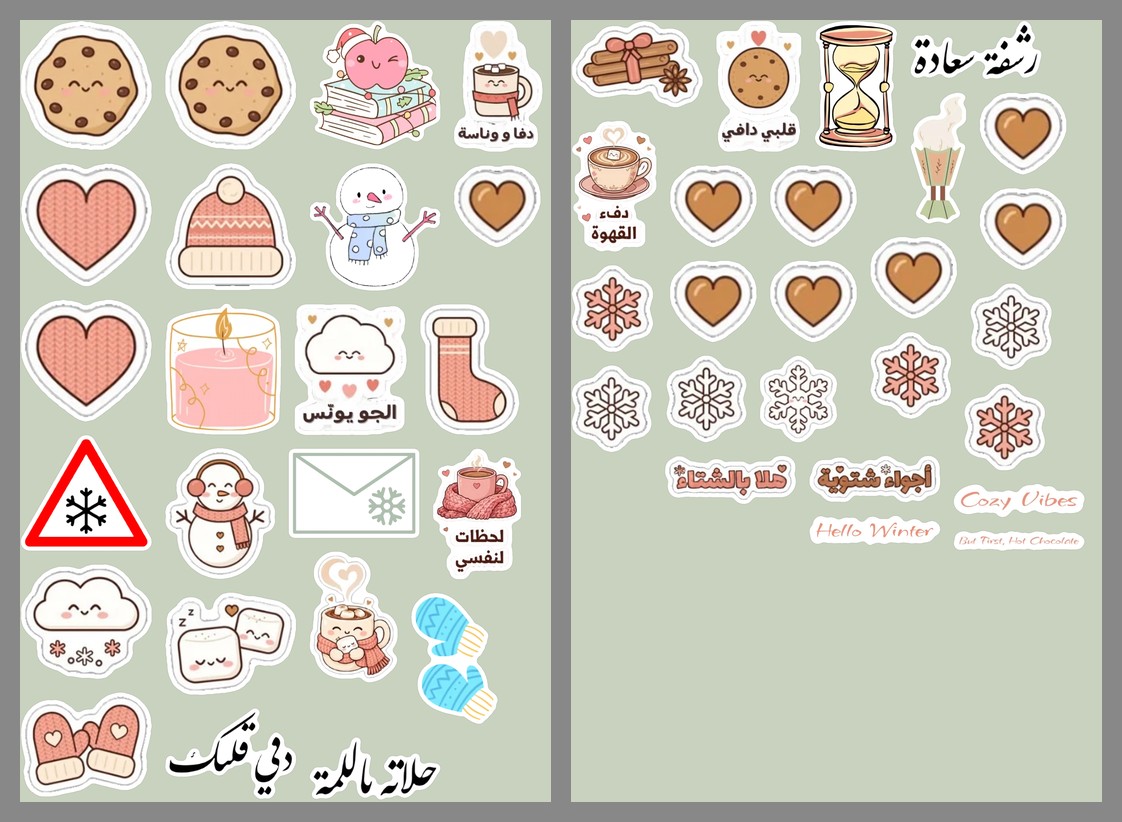 دفا و وناسة
الجو يونّس
لحظات
لنفسي
z z
z
دفي قلبك
حلاته باللمة
رشفة سعادة
قلبي دافي
دفء
القهوة
هلا بالشتاء
أجواء شتوية
Cozy Vibes
Hello Winter
But First, Hot Chocolate